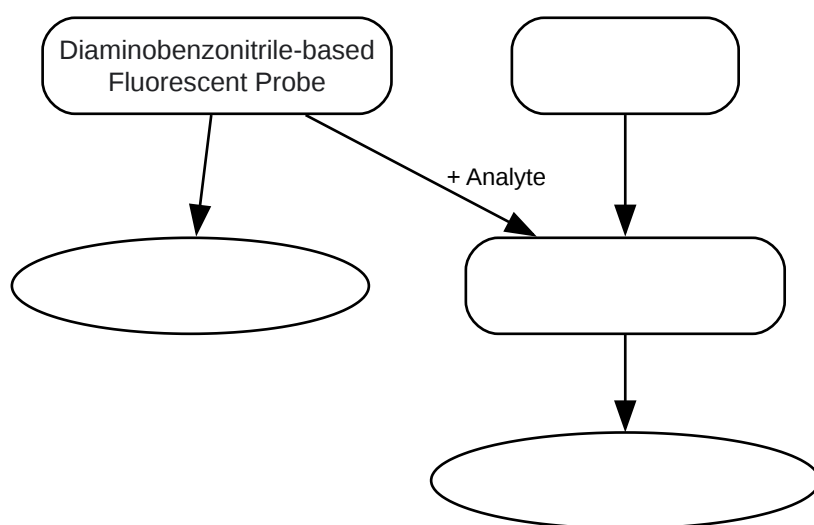 Diaminobenzonitrile-based
Fluorescent Probe
+ Analyte